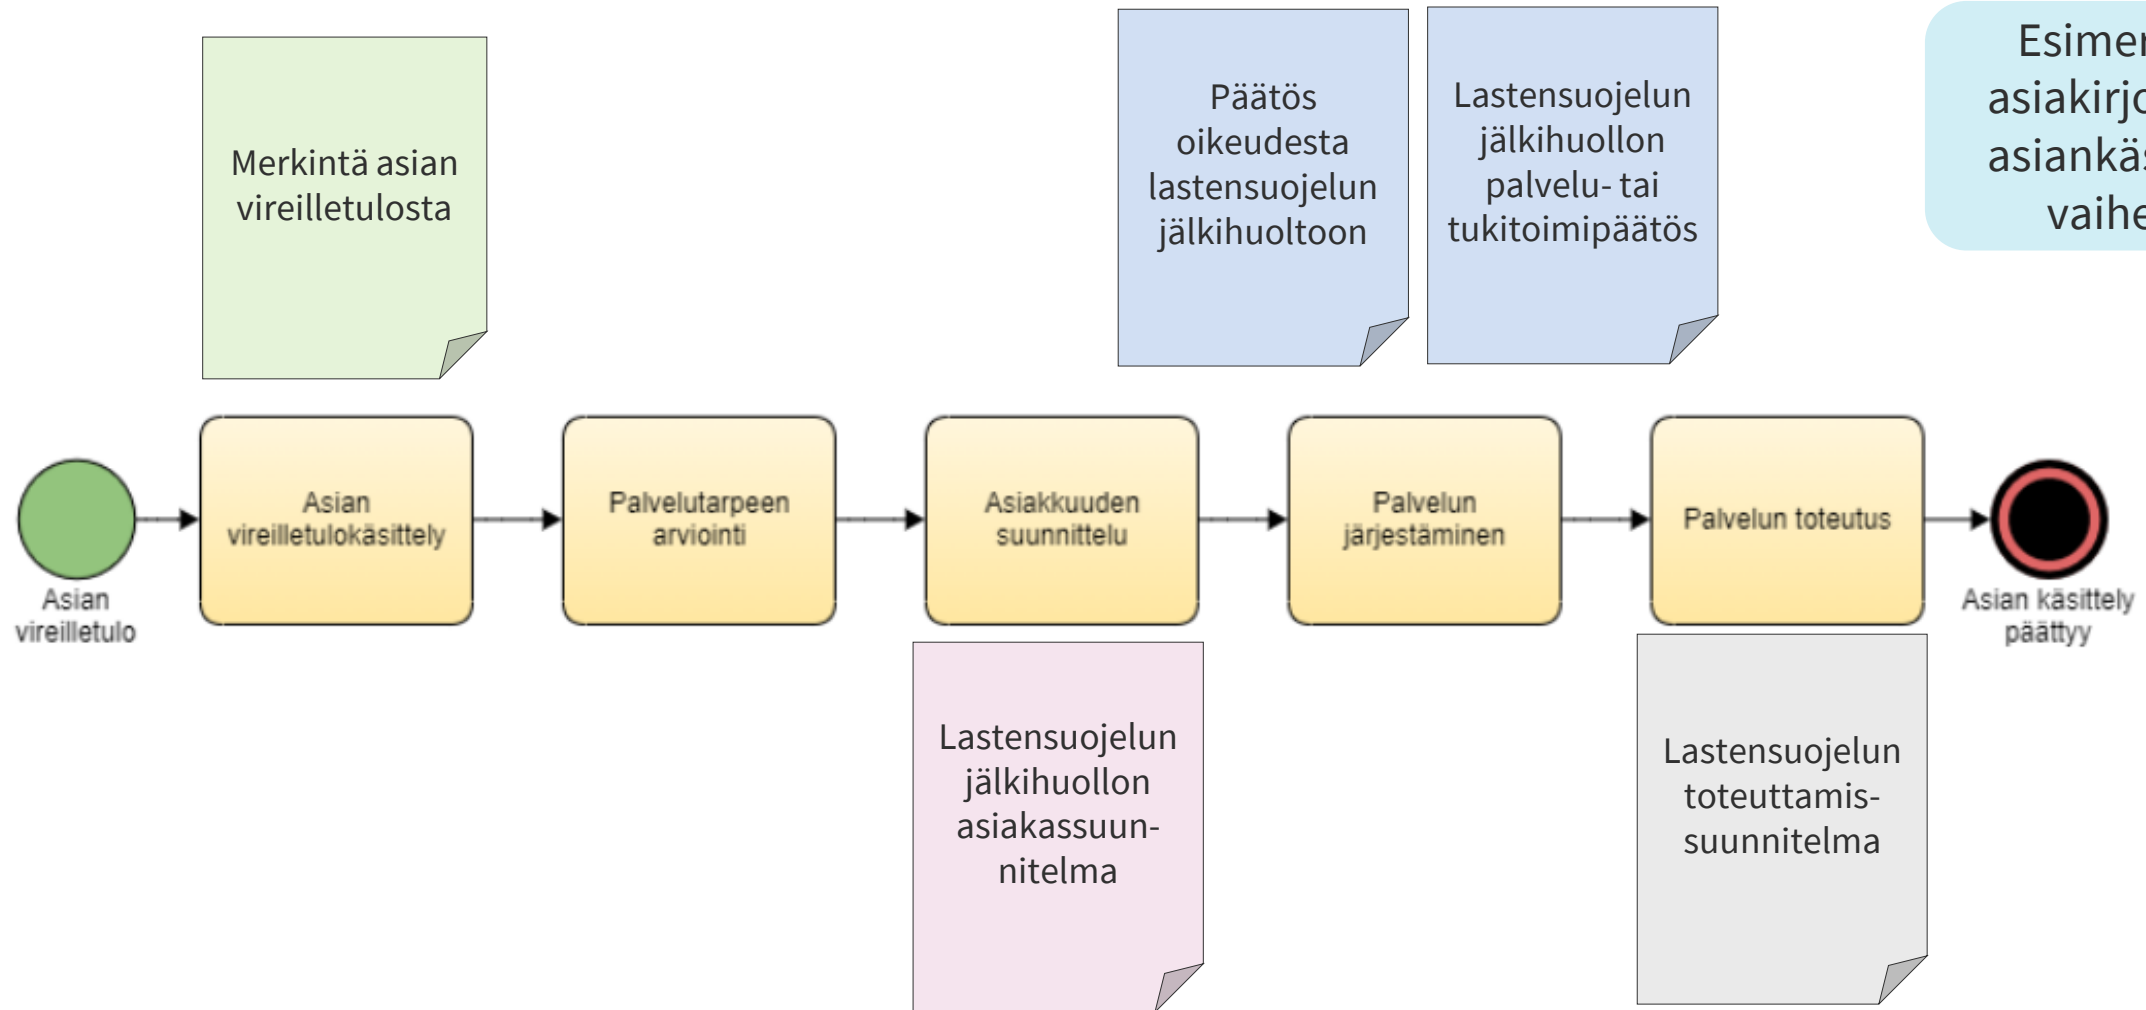 Merkintä asian
vireilletulosta
Päätös
oikeudesta
lastensuojelun
jälkihuoltoon
Lastensuojelun
jälkihuollon
palvelu- tai
tukitoimipäätös
Asian
vireilletulo
Asian
vireilletulokäsittely
Palvelutarpeen
arviointi
Asiakkuuden
suunnittelu
Palvelun
järjestäminen
Palvelun toteutus
Asian käsittely
päättyy
Lastensuojelun
jälkihuollon
asiakassuun-
nitelma
Lastensuojelun
toteuttamis-
suunnitelma